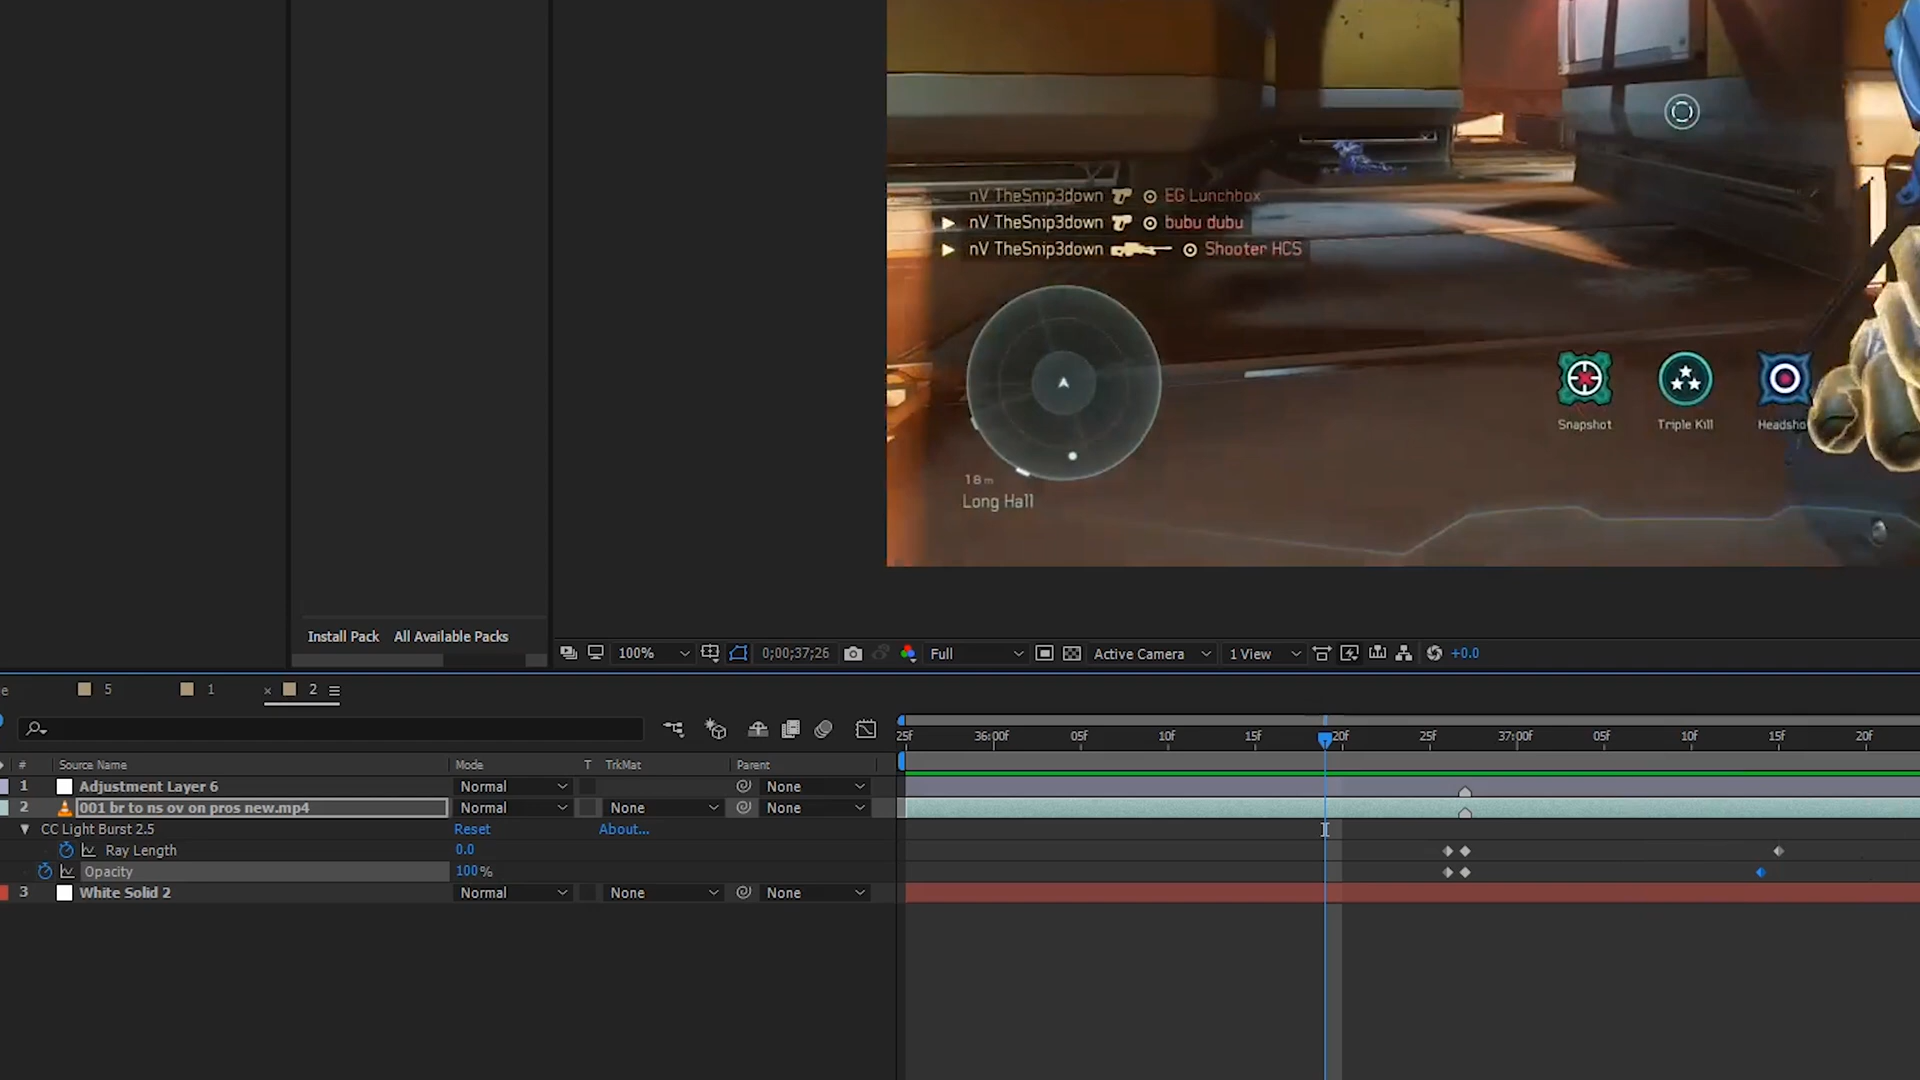 nV TheSnip3down EG Lunchbox
nV TheSnip3down bubu dubu
nV TheSnip3down Shooter HCS
Snapshot Triple Kill Headsho
18 m
Long Hall
Install Pack All Available Packs
100% 0;00;37;26 Full Active Camera 1 View +0.0
e 5 1 × 2
25f 36:00f 05f 10f 15f 20f 25f 37:00f 05f 10f 15f 20f
# Source Name Mode T TrkMat Parent
1 Adjustment Layer 6 Normal None
2 001 br to ns ov on pros new.mp4 Normal None None
CC Light Burst 2.5 Reset About...
Ray Length 0.0
Opacity 100%
3 White Solid 2 Normal None None